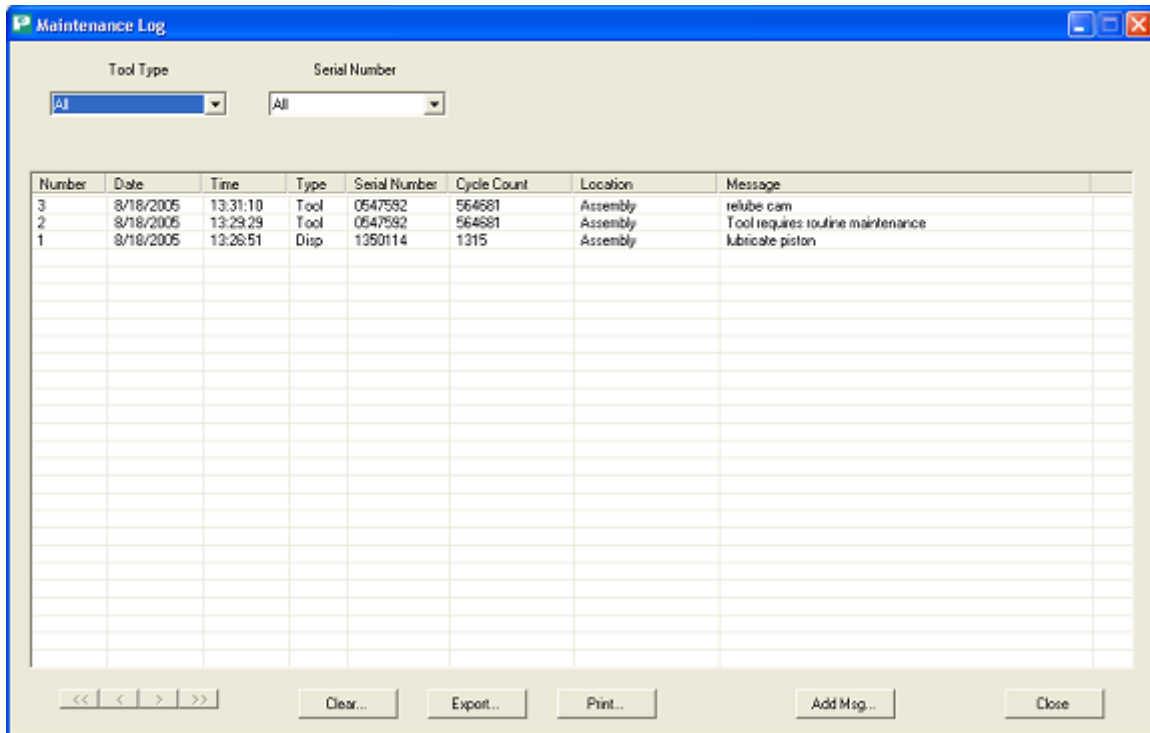 Maintenance Log
Tool Type Serial Number
All All
Number Date Time Type Serial Number Cycle Count Location Message
3 8/18/2005 13:31:10 Tool 0547592 564681 Assembly relube cam
2 8/18/2005 13:29:29 Tool 0547592 564681 Assembly Tool requires routine maintenance
1 8/18/2005 13:26:51 Disp 1350114 1315 Assembly lubricate piston
<< < > >> Clear... Export... Print... Add Msg... Close